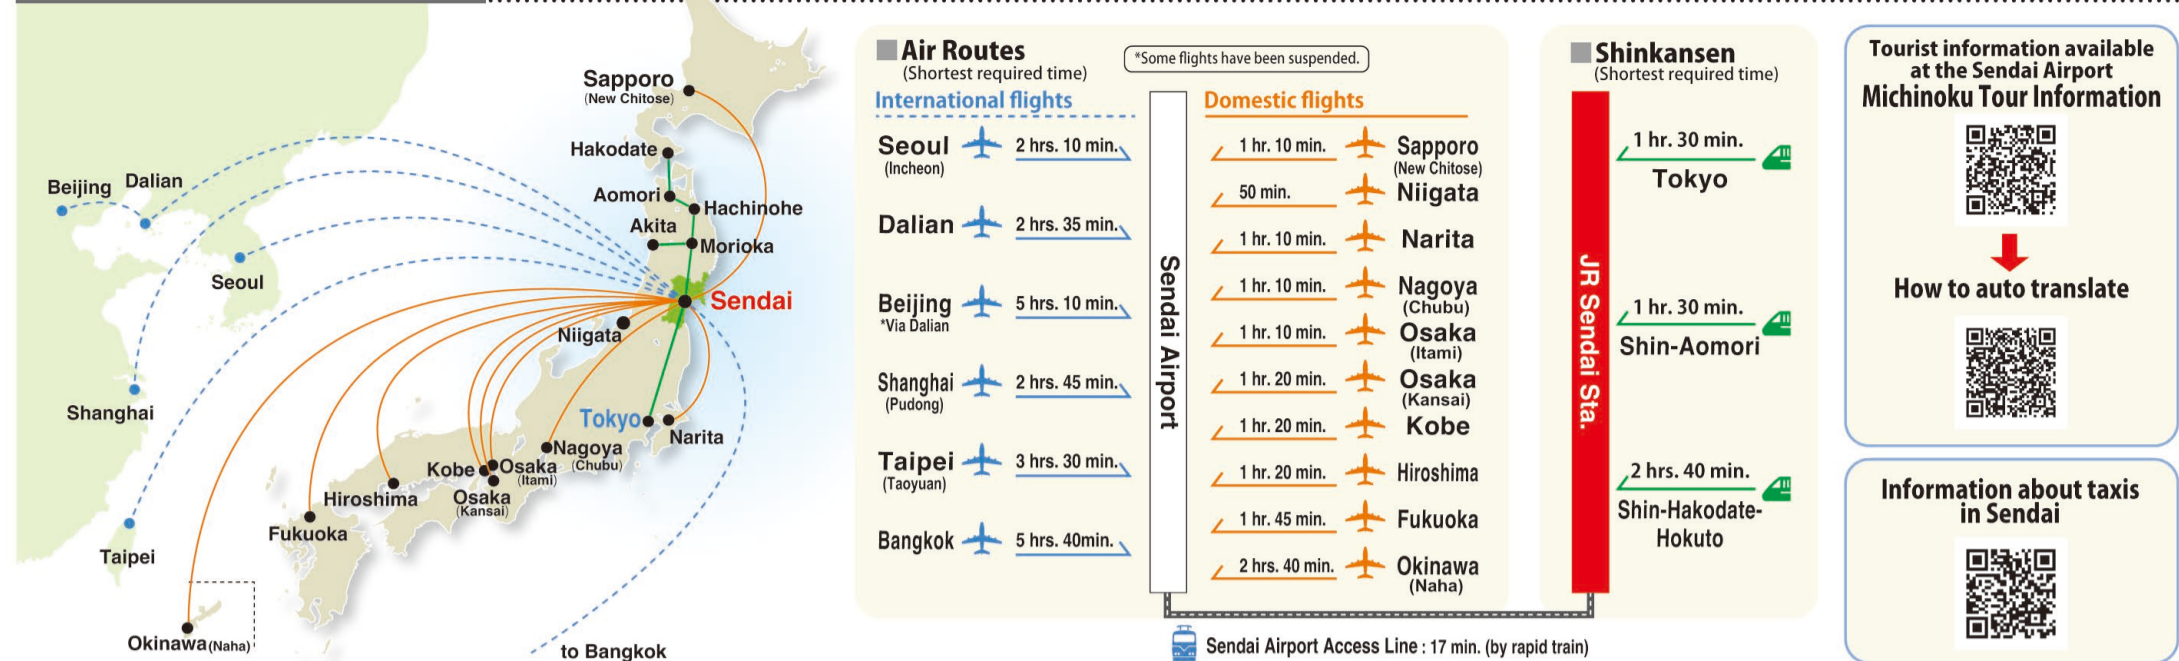 Sapporo
(New Chitose)
Hakodate
Aomori
Hachinohe
Akita
Morioka
Beijing
Dalian
Seoul
Sendai
Niigata
Shanghai
Tokyo
Narita
Nagoya
(Chubu)
Kobe
Osaka
(Itami)
Osaka
(Kansai)
Hiroshima
Fukuoka
Taipei
Okinawa(Naha)
to Bangkok
Air Routes
(Shortest required time)
*Some flights have been suspended.
International flights
Seoul
(Incheon)
2 hrs. 10 min.
Dalian
2 hrs. 35 min.
Beijing
*Via Dalian
5 hrs. 10 min.
Shanghai
(Pudong)
2 hrs. 45 min.
Taipei
(Taoyuan)
3 hrs. 30 min.
Bangkok
5 hrs. 40min.
Sendai Airport
Domestic flights
1 hr. 10 min.
Sapporo
(New Chitose)
50 min.
Niigata
1 hr. 10 min.
Narita
1 hr. 10 min.
Nagoya
(Chubu)
1 hr. 10 min.
Osaka
(Itami)
1 hr. 20 min.
Osaka
(Kansai)
1 hr. 20 min.
Kobe
1 hr. 20 min.
Hiroshima
1 hr. 45 min.
Fukuoka
2 hrs. 40 min.
Okinawa
(Naha)
Sendai Airport Access Line : 17 min. (by rapid train)
Shinkansen
(Shortest required time)
JR Sendai Sta.
1 hr. 30 min.
Tokyo
1 hr. 30 min.
Shin-Aomori
2 hrs. 40 min.
Shin-Hakodate-
Hokuto
Tourist information available
at the Sendai Airport
Michinoku Tour Information
How to auto translate
Information about taxis
in Sendai